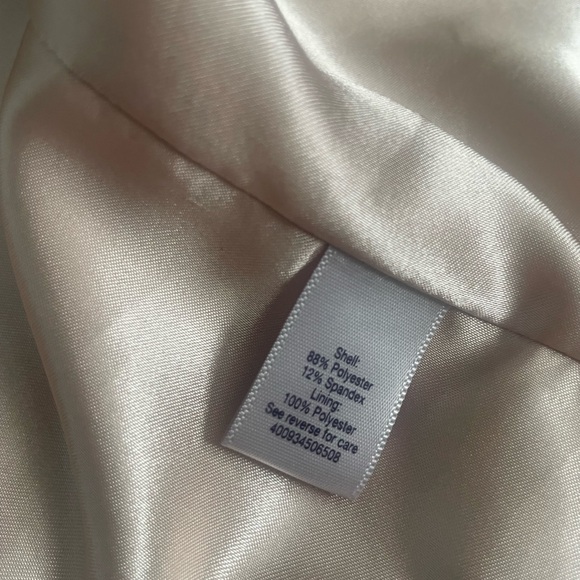 Shell:
88% Polyester
12% Spandex
Lining:
100% Polyester
See reverse for care
400934506508